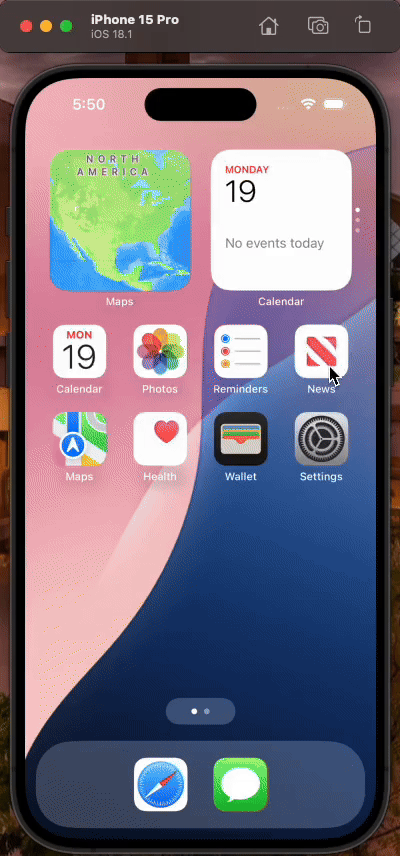 iPhone 15 Pro
iOS 18.1
5:50
NORTH
AMERICA
MONDAY
19
No events today
Maps
Calendar
MON
19
Calendar
Photos
Reminders
News
Maps
Health
Wallet
Settings